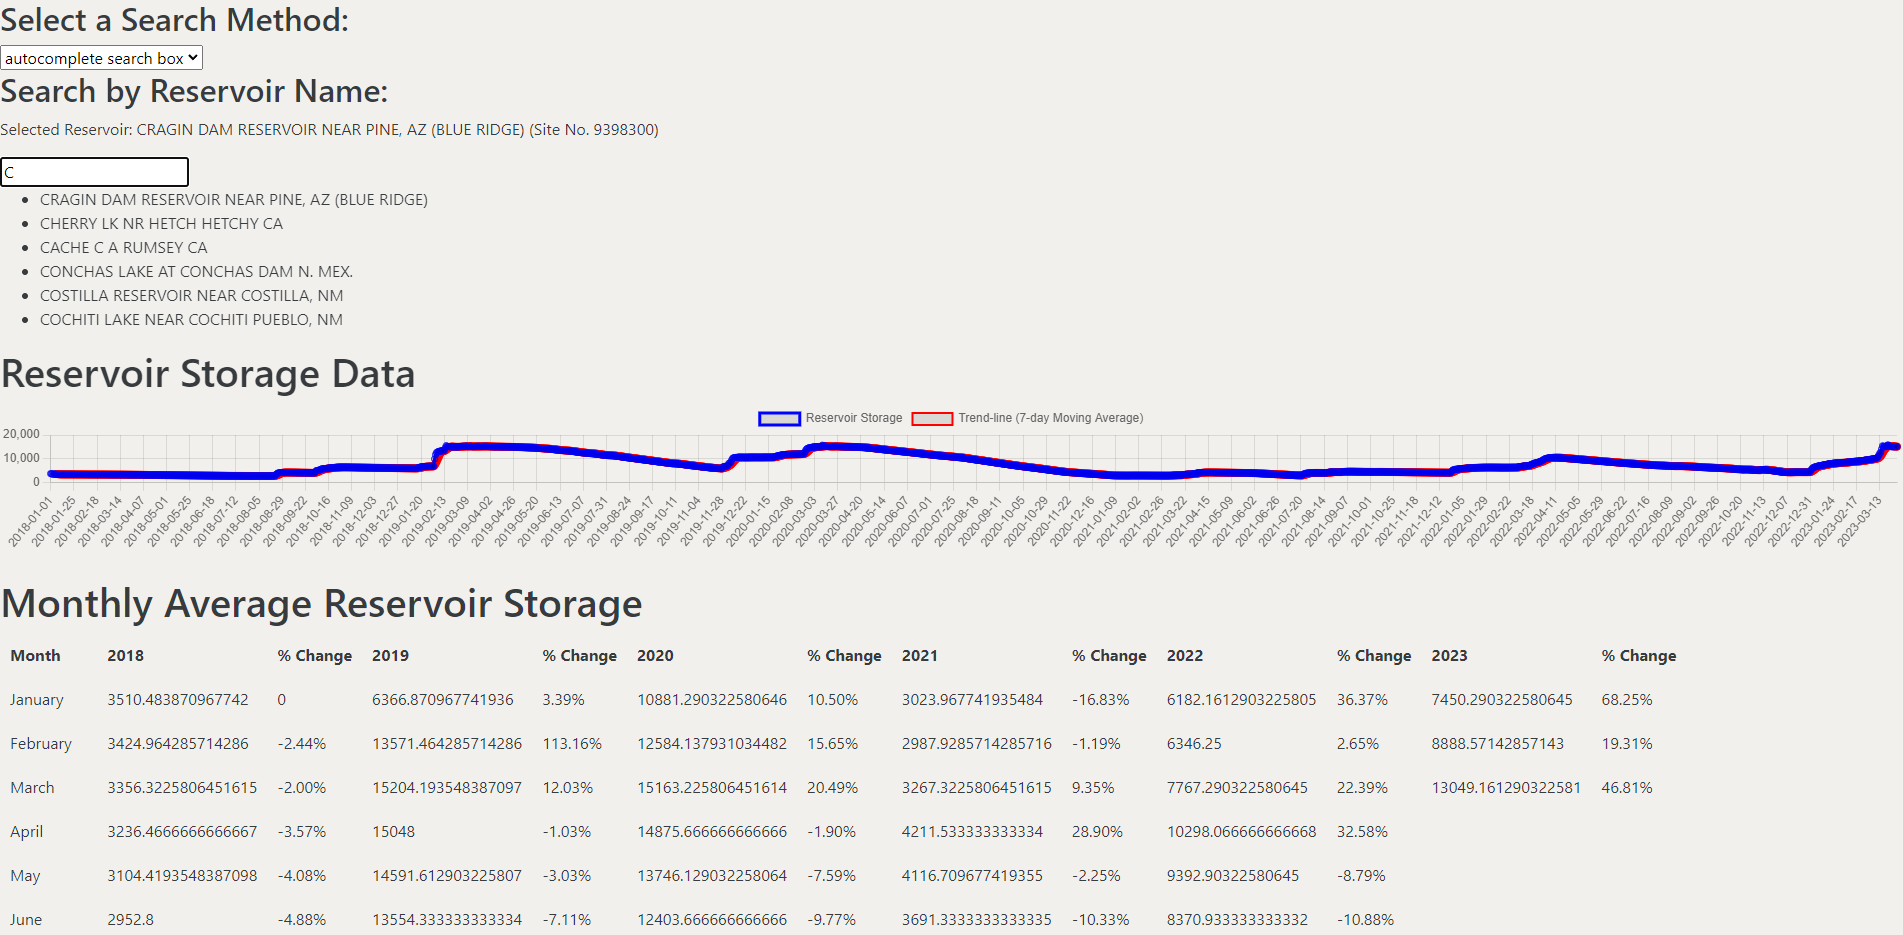 Select a Search Method:
autocomplete search box
Search by Reservoir Name:
Selected Reservoir: CRAGIN DAM RESERVOIR NEAR PINE, AZ (BLUE RIDGE) (Site No. 9398300)
C
CRAGIN DAM RESERVOIR NEAR PINE, AZ (BLUE RIDGE)
CHERRY LK NR HETCH HETCHY CA
CACHE C A RUMSEY CA
CONCHAS LAKE AT CONCHAS DAM N. MEX.
COSTILLA RESERVOIR NEAR COSTILLA, NM
COCHITI LAKE NEAR COCHITI PUEBLO, NM
Reservoir Storage Data
Reservoir Storage Trend-line (7-day Moving Average)
20,000
10,000
0
2018-01-01 2018-01-25 2018-02-18 2018-03-14 2018-04-07 2018-05-01 2018-05-25 2018-06-18 2018-07-12 2018-08-05 2018-08-29 2018-09-22 2018-10-16 2018-11-09 2018-12-03 2018-12-27 2019-01-20 2019-02-13 2019-03-09 2019-04-02 2019-04-26 2019-05-20 2019-06-13 2019-07-07 2019-07-31 2019-08-24 2019-09-17 2019-10-11 2019-11-04 2019-11-28 2019-12-22 2020-01-15 2020-02-08 2020-03-03 2020-03-27 2020-04-20 2020-05-14 2020-06-07 2020-07-01 2020-07-25 2020-08-18 2020-09-11 2020-10-05 2020-10-29 2020-11-22 2020-12-16 2021-01-09 2021-02-02 2021-02-26 2021-03-22 2021-04-15 2021-05-09 2021-06-02 2021-06-26 2021-07-20 2021-08-14 2021-09-07 2021-10-01 2021-10-25 2021-11-18 2021-12-12 2022-01-05 2022-01-29 2022-02-22 2022-03-18 2022-04-11 2022-05-05 2022-05-29 2022-06-22 2022-07-16 2022-08-09 2022-09-02 2022-09-26 2022-10-20 2022-11-13 2022-12-07 2022-12-31 2023-01-24 2023-02-17 2023-03-13
Monthly Average Reservoir Storage
Month 2018 % Change 2019 % Change 2020 % Change 2021 % Change 2022 % Change 2023 % Change
January 3510.483870967742 0 6366.870967741936 3.39% 10881.290322580646 10.50% 3023.967741935484 -16.83% 6182.1612903225805 36.37% 7450.290322580645 68.25%
February 3424.964285714286 -2.44% 13571.464285714286 113.16% 12584.137931034482 15.65% 2987.9285714285716 -1.19% 6346.25 2.65% 8888.57142857143 19.31%
March 3356.3225806451615 -2.00% 15204.193548387097 12.03% 15163.225806451614 20.49% 3267.3225806451615 9.35% 7767.290322580645 22.39% 13049.161290322581 46.81%
April 3236.4666666666667 -3.57% 15048 -1.03% 14875.666666666666 -1.90% 4211.533333333334 28.90% 10298.066666666668 32.58%
May 3104.4193548387098 -4.08% 14591.612903225807 -3.03% 13746.129032258064 -7.59% 4116.709677419355 -2.25% 9392.90322580645 -8.79%
June 2952.8 -4.88% 13554.333333333334 -7.11% 12403.666666666666 -9.77% 3691.3333333333335 -10.33% 8370.933333333332 -10.88%